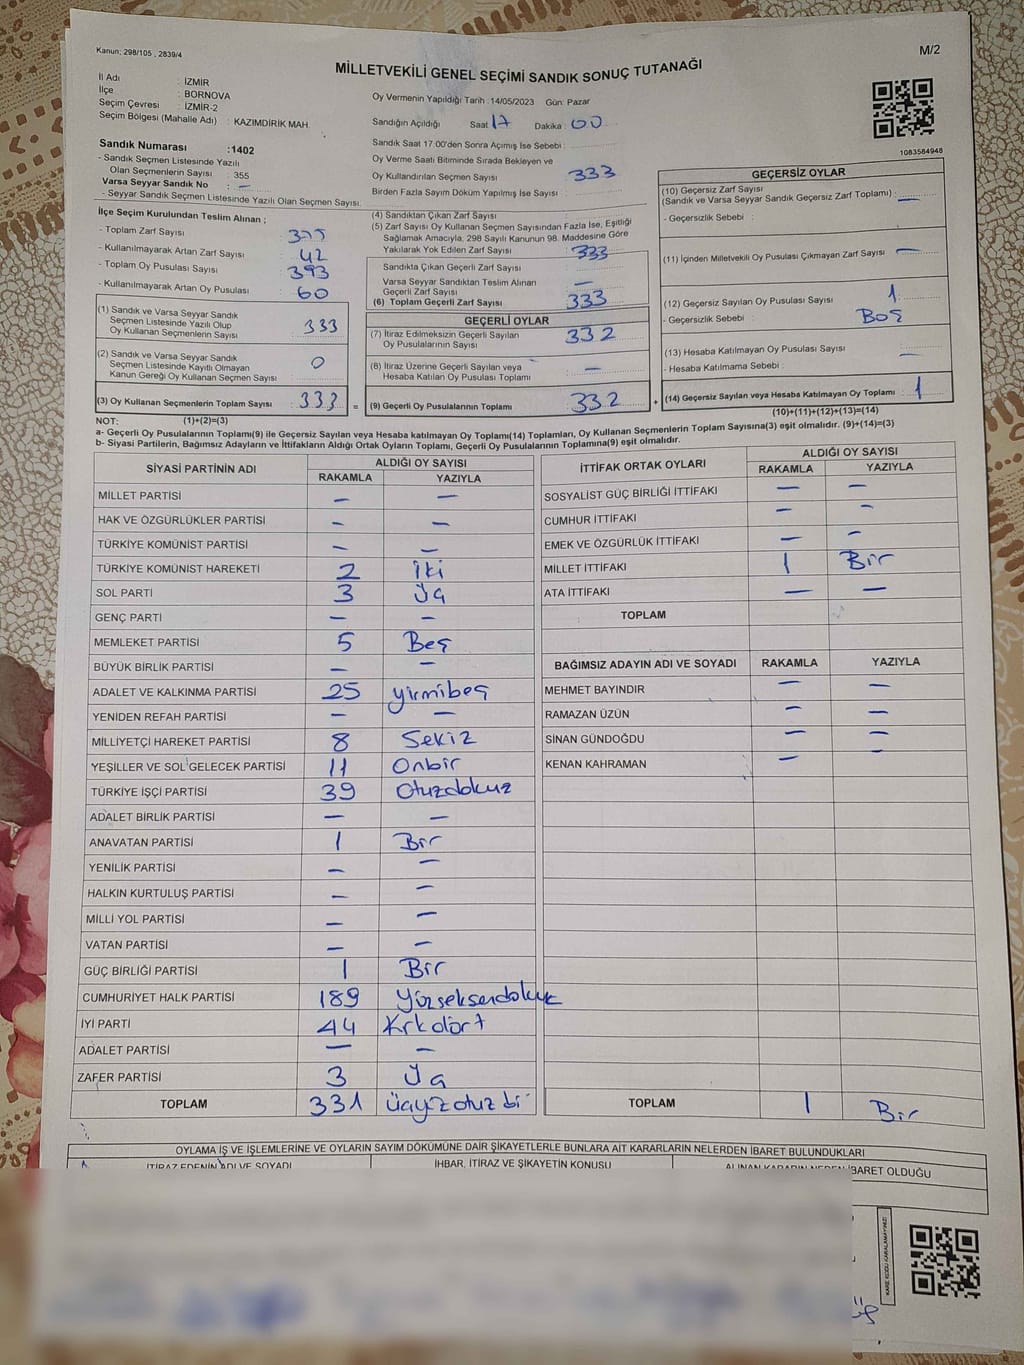 Kanun: 298/105 , 2839/4
M/2
MİLLETVEKİLİ GENEL SEÇİMİ SANDIK SONUÇ TUTANAĞI
İl Adı : İZMİR
İlçe : BORNOVA
Seçim Çevresi : İZMİR-2
Seçim Bölgesi (Mahalle Adı) : KAZIMDİRİK MAH.
Sandık Numarası :1402
- Sandık Seçmen Listesinde Yazılı
Olan Seçmenlerin Sayısı : 355
Varsa Seyyar Sandık No : –
- Seyyar Sandık Seçmen Listesinde Yazılı Olan Seçmen Sayısı:
Oy Vermenin Yapıldığı Tarih :14/05/2023 Gün: Pazar
Sandığın Açıldığı Saat 17 Dakika : 00
Sandık Saat 17:00'den Sonra Açımış İse Sebebi :
Oy Verme Saati Bitiminde Sırada Bekleyen ve
Oy Kullandırılan Seçmen Sayısı : 333
Birden Fazla Sayım Döküm Yapılmış İse Sayısı :
1083584948
İlçe Seçim Kurulundan Teslim Alınan ;
- Toplam Zarf Sayısı : 375
- Kullanılmayarak Artan Zarf Sayısı : 42
- Toplam Oy Pusulası Sayısı : 393
- Kullanılmayarak Artan Oy Pusulası : 60
(1) Sandık ve Varsa Seyyar Sandık
Seçmen Listesinde Yazılı Olup
Oy Kullanan Seçmenlerin Sayısı : 333
(2) Sandık ve Varsa Seyyar Sandık
Seçmen Listesinde Kayıtlı Olmayan
Kanun Gereği Oy Kullanan Seçmen Sayısı : 0
(3) Oy Kullanan Seçmenlerin Toplam Sayısı : 333
(4) Sandıktan Çıkan Zarf Sayısı :
(5) Zarf Sayısı Oy Kullanan Seçmen Sayısından Fazla İse, Eşitliği
Sağlamak Amacıyla, 298 Sayılı Kanunun 98. Maddesine Göre
Yakılarak Yok Edilen Zarf Sayısı : 333
Sandıkta Çıkan Geçerli Zarf Sayısı :
Varsa Seyyar Sandıktan Teslim Alınan
Geçerli Zarf Sayısı : –
(6) Toplam Geçerli Zarf Sayısı : 333
GEÇERLİ OYLAR
(7) İtiraz Edilmeksizin Geçerli Sayılan
Oy Pusulalarının Sayısı : 332
(8) İtiraz Üzerine Geçerli Sayılan veya
Hesaba Katılan Oy Pusulası Toplamı : –
= (9) Geçerli Oy Pusulalarının Toplamı : 332 +
GEÇERSİZ OYLAR
(10) Geçersiz Zarf Sayısı
(Sandık ve Varsa Seyyar Sandık Geçersiz Zarf Toplamı) : –
- Geçersizlik Sebebi :
(11) İçinden Milletvekili Oy Pusulası Çıkmayan Zarf Sayısı : –
(12) Geçersiz Sayılan Oy Pusulası Sayısı : 1
- Geçersizlik Sebebi : Boş
(13) Hesaba Katılmayan Oy Pusulası Sayısı : –
- Hesaba Katılmama Sebebi :
(14) Geçersiz Sayılan veya Hesaba Katılmayan Oy Toplamı : 1
(10)+(11)+(12)+(13)=(14)
NOT: (1)+(2)=(3)
a- Geçerli Oy Pusulalarının Toplamı(9) ile Geçersiz Sayılan veya Hesaba katılmayan Oy Toplamı(14) Toplamları, Oy Kullanan Seçmenlerin Toplam Sayısına(3) eşit olmalıdır. (9)+(14)=(3)
b- Siyasi Partilerin, Bağımsız Adayların ve İttifakların Aldığı Ortak Oyların Toplamı, Geçerli Oy Pusulalarının Toplamına(9) eşit olmalıdır.
SİYASİ PARTİNİN ADI ALDIĞI OY SAYISI
RAKAMLA YAZIYLA
MİLLET PARTİSİ – –
HAK VE ÖZGÜRLÜKLER PARTİSİ – –
TÜRKİYE KOMÜNİST PARTİSİ – –
TÜRKİYE KOMÜNİST HAREKETİ 2 İki
SOL PARTİ 3 Üç
GENÇ PARTİ – –
MEMLEKET PARTİSİ 5 Beş
BÜYÜK BİRLİK PARTİSİ – –
ADALET VE KALKINMA PARTİSİ 25 yirmibeş
YENİDEN REFAH PARTİSİ – –
MİLLİYETÇİ HAREKET PARTİSİ 8 Sekiz
YEŞİLLER VE SOL GELECEK PARTİSİ 11 Onbir
TÜRKİYE İŞÇİ PARTİSİ 39 Otuzdokuz
ADALET BİRLİK PARTİSİ – –
ANAVATAN PARTİSİ 1 Bir
YENİLİK PARTİSİ – –
HALKIN KURTULUŞ PARTİSİ – –
MİLLİ YOL PARTİSİ – –
VATAN PARTİSİ – –
GÜÇ BİRLİĞİ PARTİSİ 1 Bir
CUMHURİYET HALK PARTİSİ 189 Yüzseksendokuz
İYİ PARTİ 44 Kırkdört
ADALET PARTİSİ – –
ZAFER PARTİSİ 3 Üç
TOPLAM 331 üçyüzotuzbi
İTTİFAK ORTAK OYLARI ALDIĞI OY SAYISI
RAKAMLA YAZIYLA
SOSYALİST GÜÇ BİRLİĞİ İTTİFAKI – –
CUMHUR İTTİFAKI – –
EMEK VE ÖZGÜRLÜK İTTİFAKI – –
MİLLET İTTİFAKI 1 Bir
ATA İTTİFAKI – –
TOPLAM
BAĞIMSIZ ADAYIN ADI VE SOYADI RAKAMLA YAZIYLA
MEHMET BAYINDIR – –
RAMAZAN ÜZÜN – –
SİNAN GÜNDOĞDU – –
KENAN KAHRAMAN – –
TOPLAM 1 Bir
OYLAMA İŞ VE İŞLEMLERİNE VE OYLARIN SAYIM DÖKÜMÜNE DAİR ŞİKAYETLERLE BUNLARA AİT KARARLARIN NELERDEN İBARET BULUNDUKLARI
İTİRAZ EDENİN ADI VE SOYADI İHBAR, İTİRAZ VE ŞİKAYETİN KONUSU ALINAN KARARIN NEDEN İBARET OLDUĞU
KARE KODU KARALAMAYINIZ!